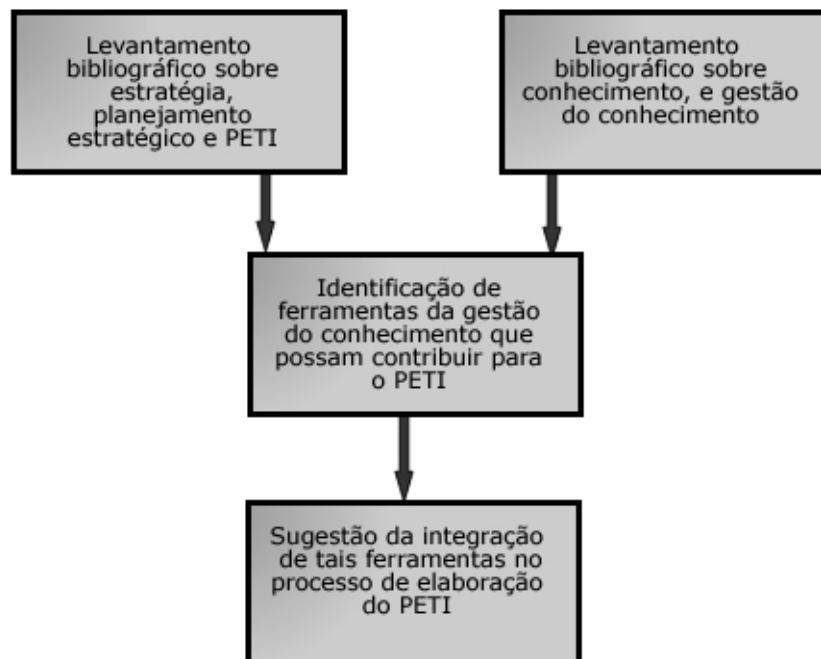 Levantamento
bibliográfico sobre
estratégia,
planejamento
estratégico e PETI
Levantamento
bibliográfico sobre
conhecimento, e gestão
do conhecimento
Identificação de
ferramentas da gestão
do conhecimento que
possam contribuir para
o PETI
Sugestão da integração
de tais ferramentas no
processo de elaboração
do PETI